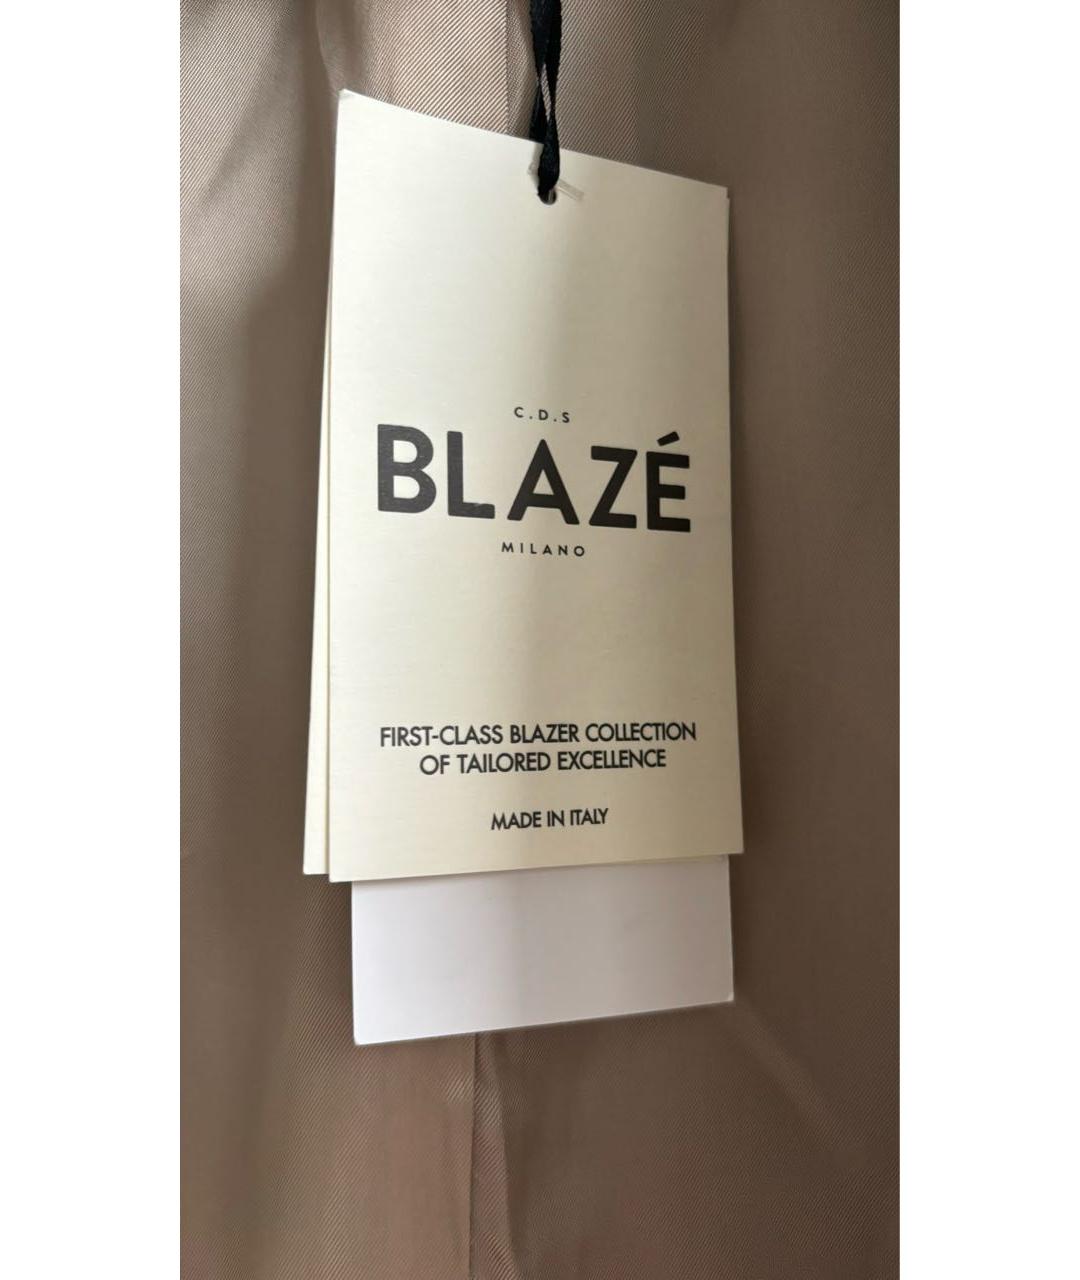 C.D.S
BLAZÉ
MILANO
FIRST-CLASS BLAZER COLLECTION
OF TAILORED EXCELLENCE
MADE IN ITALY